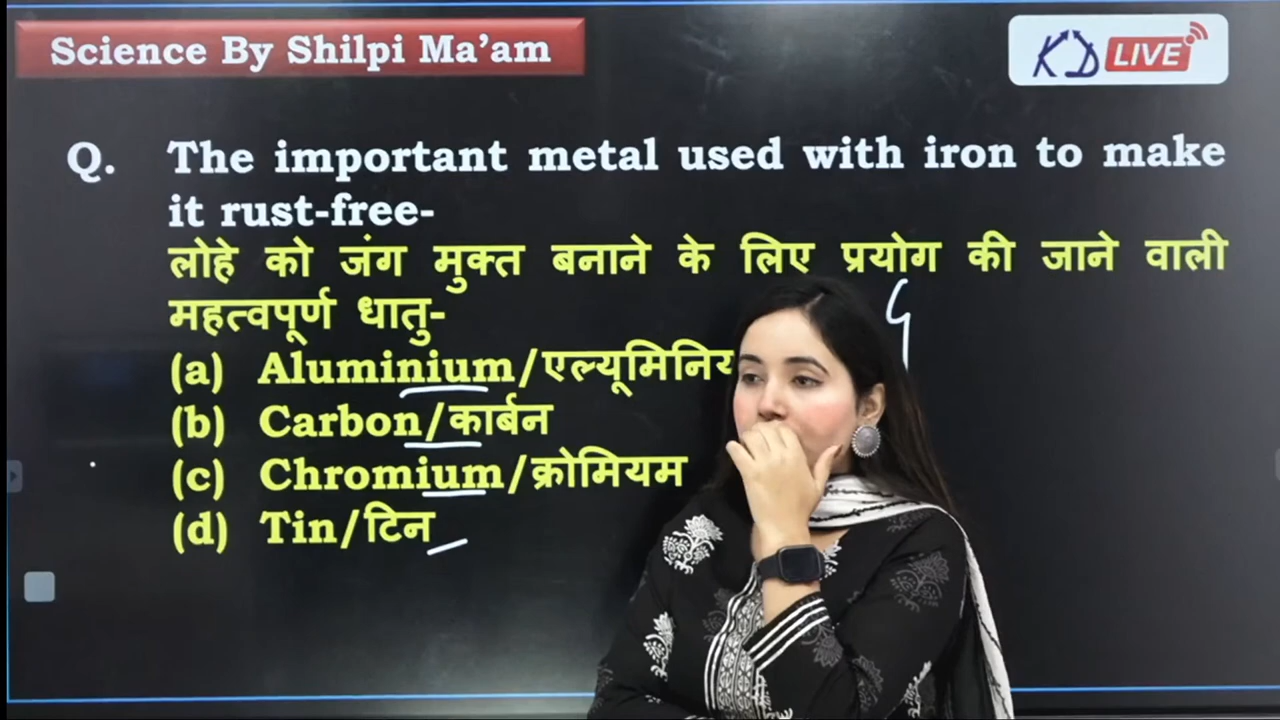 Science By Shilpi Ma'am
KD LIVE
Q. The important metal used with iron to make
it rust-free-
लोहे को जंग मुक्त बनाने के लिए प्रयोग की जाने वाली
महत्वपूर्ण धातु-
(a) Aluminium/एल्यूमिनिय
(b) Carbon/कार्बन
(c) Chromium/क्रोमियम
(d) Tin/टिन